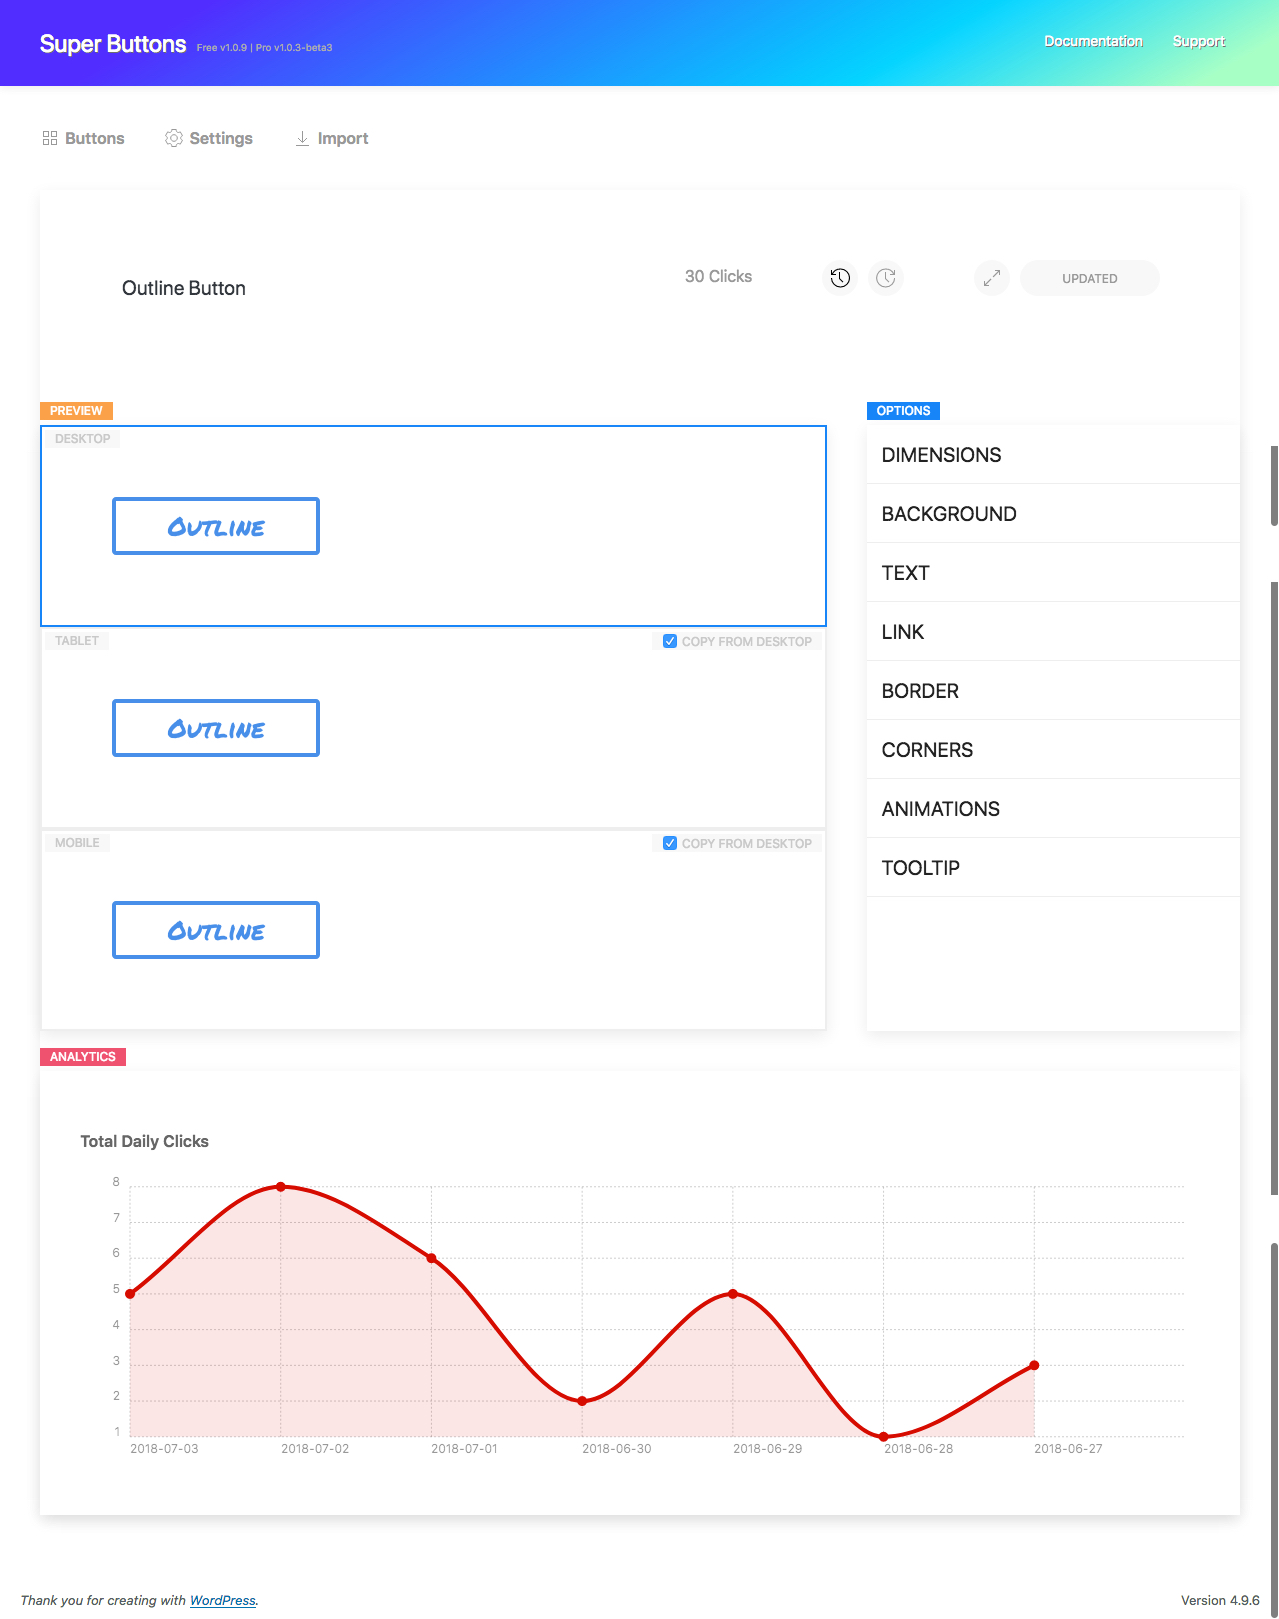 Super Buttons Free v1.0.9 | Pro v1.0.3-beta3 Documentation Support
Buttons Settings Import
Outline Button 30 Clicks UPDATED
PREVIEW
DESKTOP
Outline
TABLET COPY FROM DESKTOP
Outline
MOBILE COPY FROM DESKTOP
Outline
OPTIONS
DIMENSIONS
BACKGROUND
TEXT
LINK
BORDER
CORNERS
ANIMATIONS
TOOLTIP
ANALYTICS
Total Daily Clicks
8
7
6
5
4
3
2
1
2018-07-03 2018-07-02 2018-07-01 2018-06-30 2018-06-29 2018-06-28 2018-06-27
Thank you for creating with WordPress. Version 4.9.6